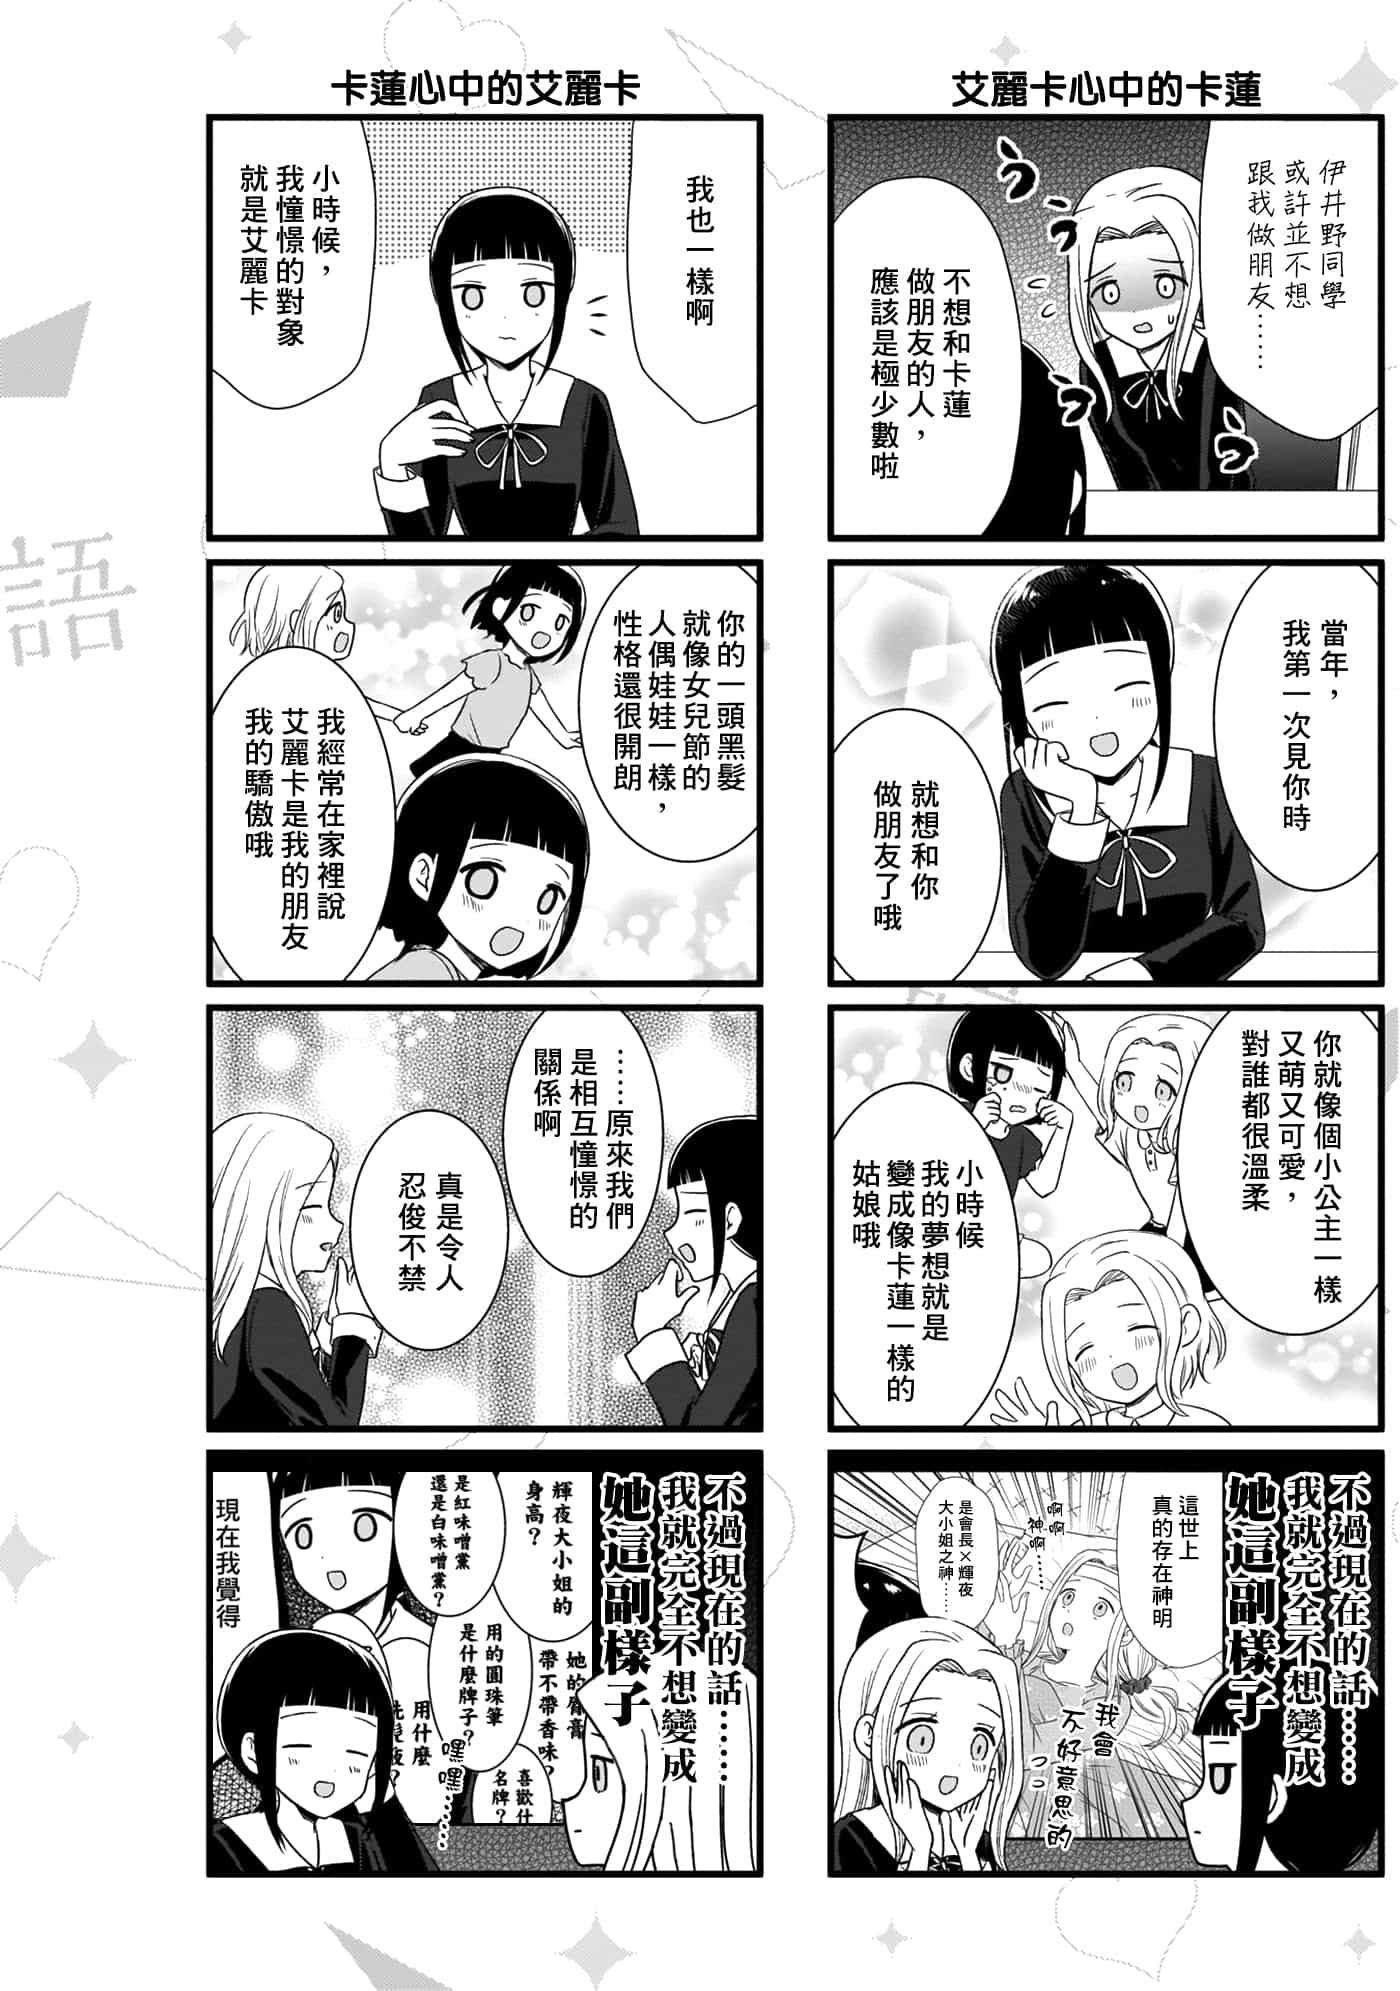 艾麗卡心中的卡蓮
伊井野同學
或許並不想
跟我做朋友……
不想和卡蓮
做朋友的人，
應該是極少數啦
當年，
我第一次見你時
就想和你
做朋友了哦
你就像個小公主一樣
又萌又可愛，
對誰都很溫柔
小時候
我的夢想就是
變成像卡蓮一樣的
姑娘哦
不過現在的話……
我就完全不想變成
她這副樣子
這世上
真的存在神明
啊啊
神啊……
是會長×輝夜
大小姐之神……
我會
不好意思的
卡蓮心中的艾麗卡
我也一樣啊
小時候，
我憧憬的對象
就是艾麗卡
你的一頭黑髮
就像女兒節的
人偶娃娃一樣，
性格還很開朗
我經常在家裡說
艾麗卡是我的朋友
我的驕傲哦
……原來我們
是相互憧憬的
關係啊
真是令人
忍俊不禁
不過現在的話……
我就完全不想變成
她這副樣子
輝夜大小姐的
身高？
是紅味噌黨
還是白味噌黨？
她的唇膏
帶不帶香味？
用的圓珠筆
是什麼牌子？
喜歡什
名牌？
用什麼
洗髮液？
嘿嘿……
現在我覺得
語